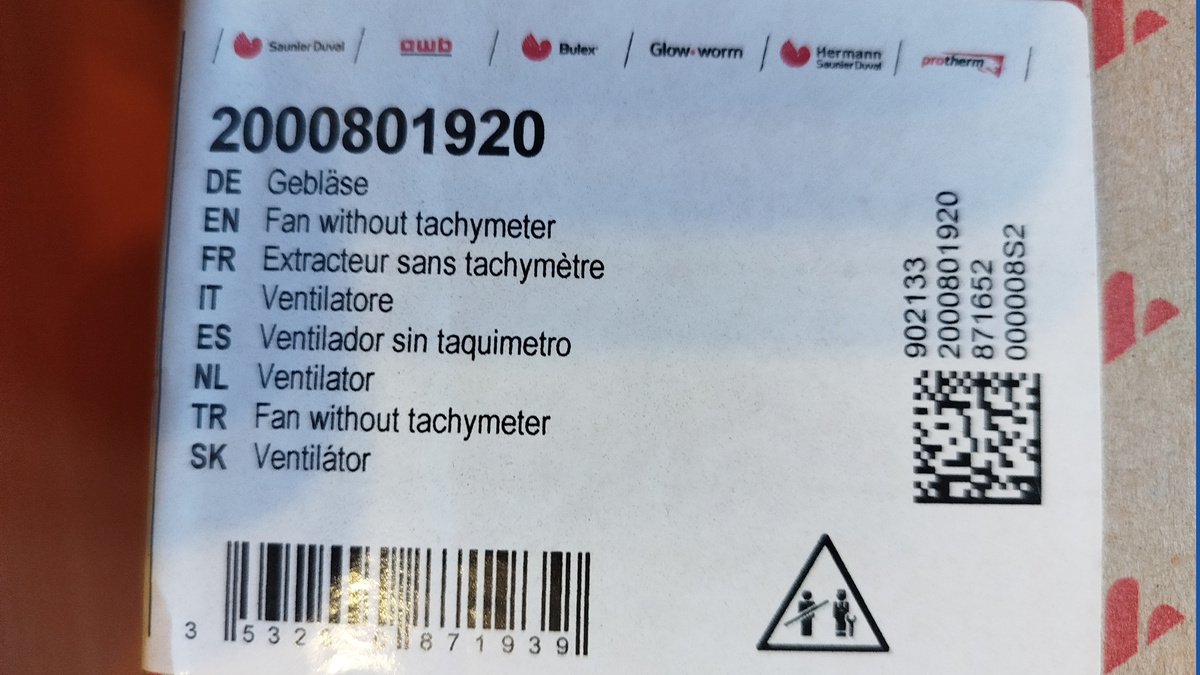 Saunier Duval / awb / Bulex / Glow-worm / Hermann Saunier Duval / protherm /
2000801920
DE Gebläse
EN Fan without tachymeter
FR Extracteur sans tachymètre
IT Ventilatore
ES Ventilador sin taquimetro
NL Ventilator
TR Fan without tachymeter
SK Ventilátor
902133
2000801920
871652
000008S2
3 532 871939